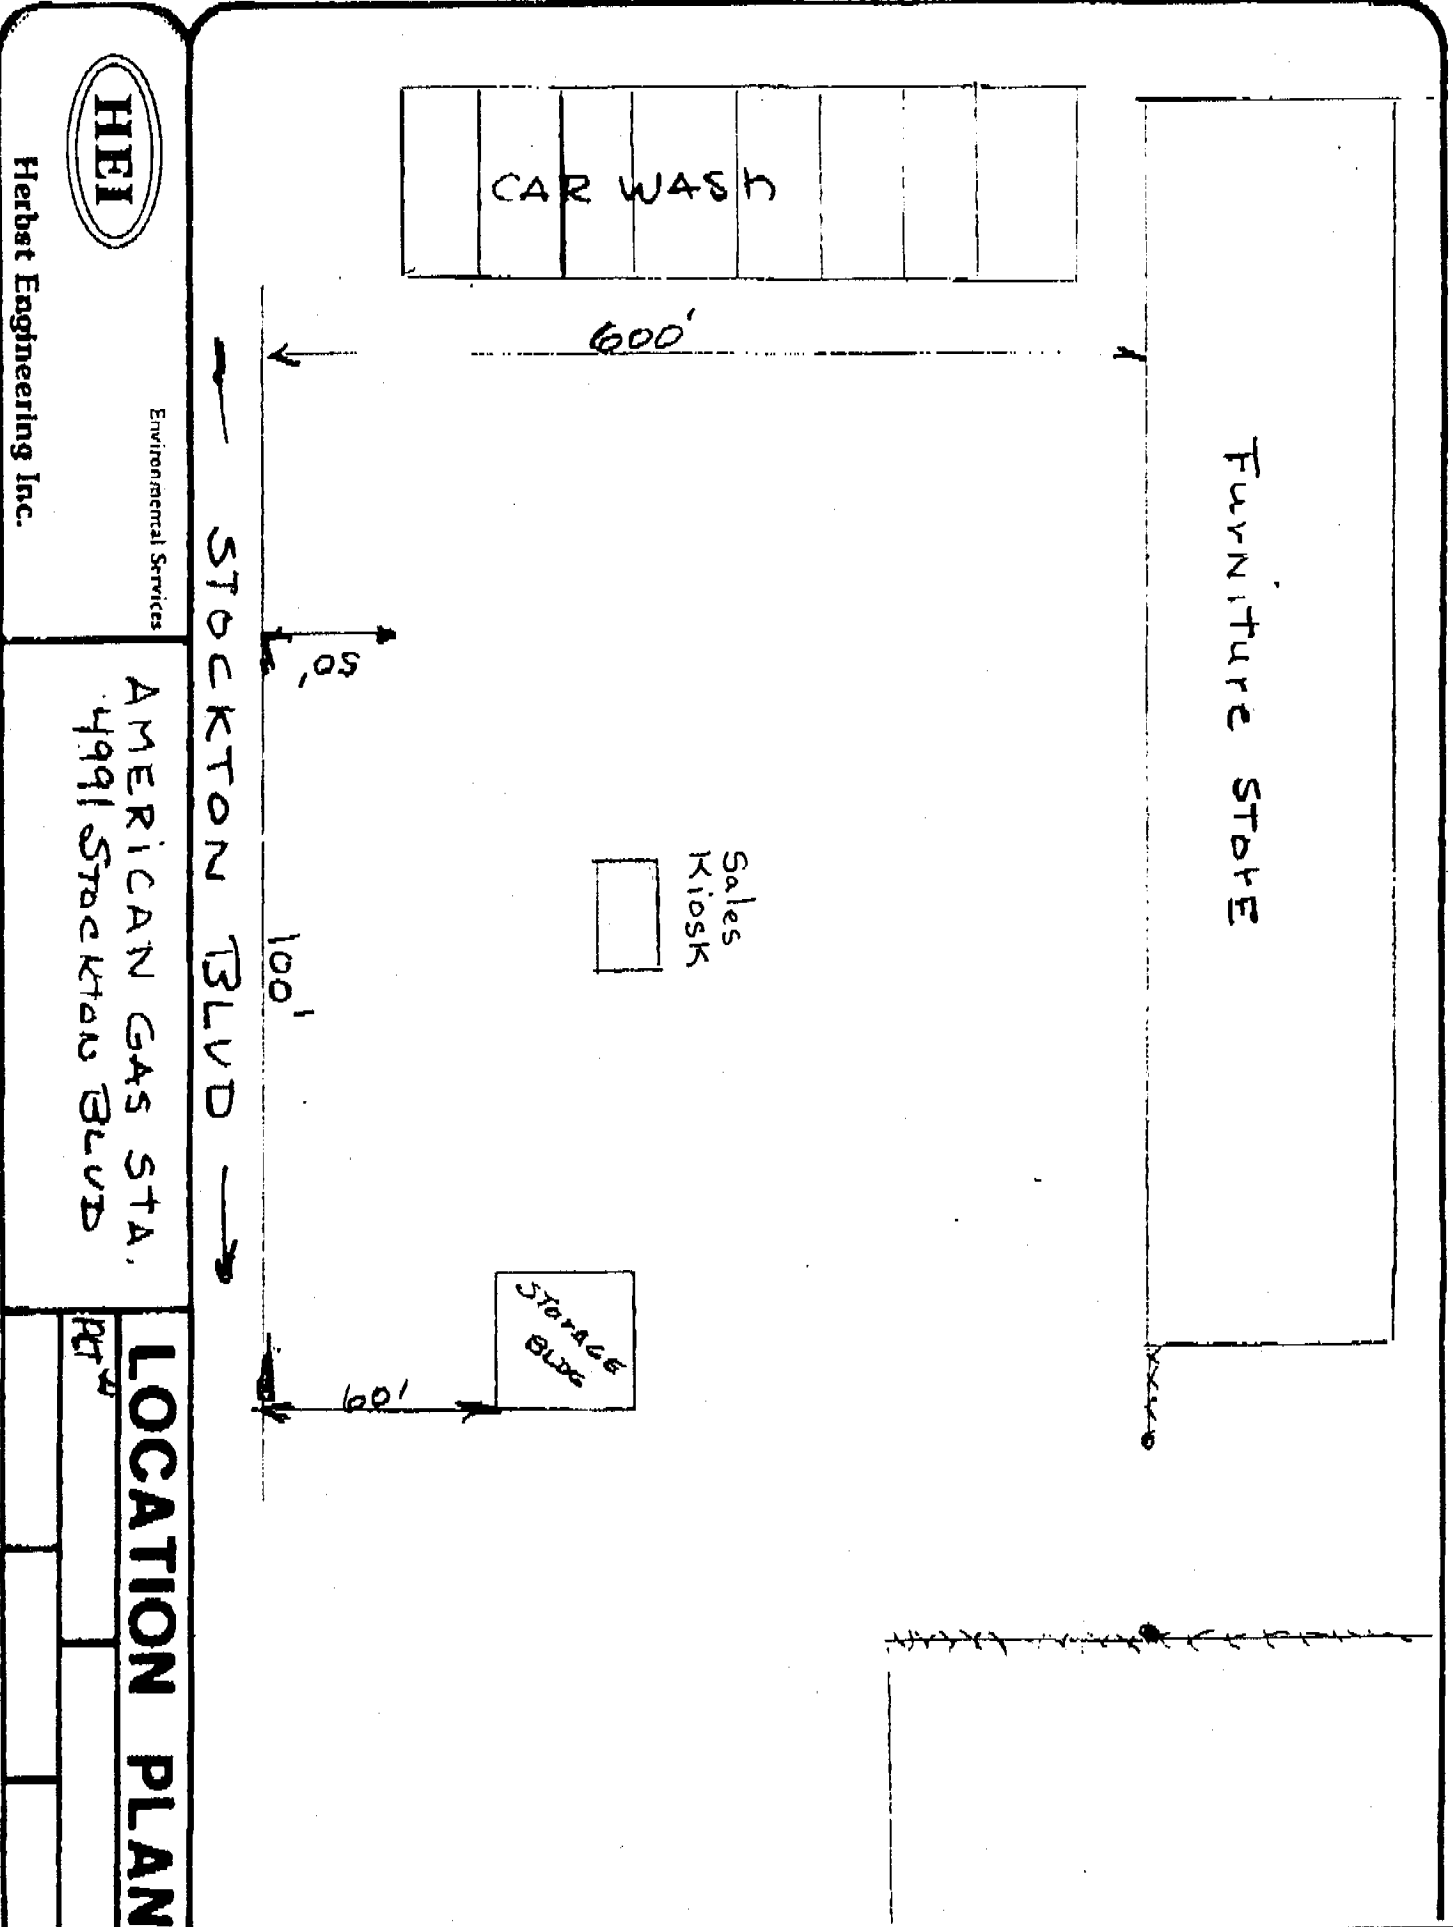 CAR WASh
600'
FurNiTure STorE
50'
Sales
Kiosk
100'
STOCKTON BLVD
STorAGE
BLDG
60'
HEI
Environmental Services
Herbst Engineering Inc.
AMERiCAN GAS STA.
4991 STocKToN BLVD
LOCATION PLAN